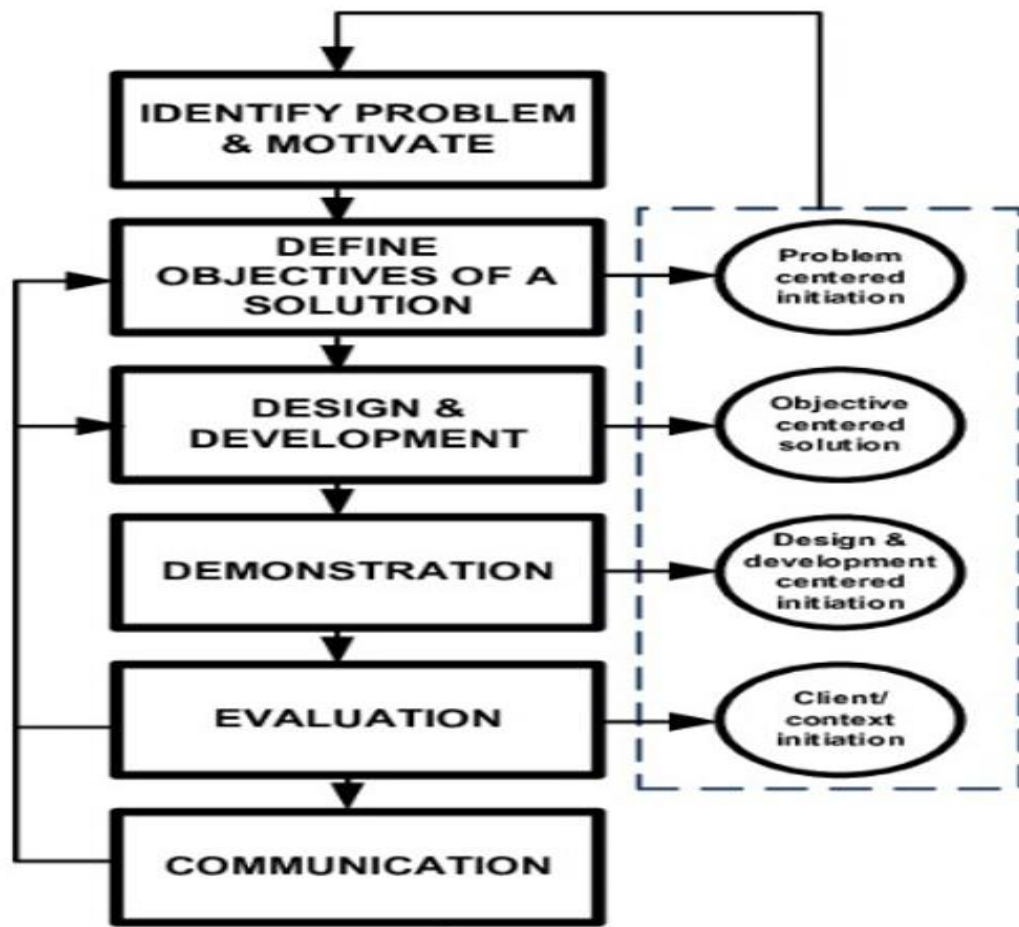 IDENTIFY PROBLEM
& MOTIVATE
DEFINE
OBJECTIVES OF A
SOLUTION
Problem
centered
initiation
DESIGN &
DEVELOPMENT
Objective
centered
solution
DEMONSTRATION
Design &
development
centered
initiation
EVALUATION
Client/
context
initiation
COMMUNICATION